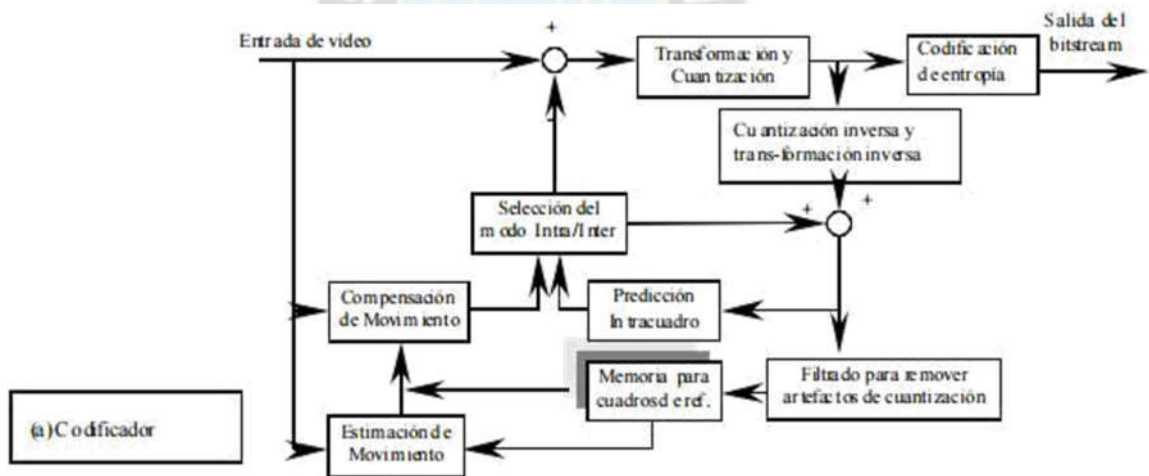 Entrada de video
+
Transformación y
Cuantización
Codificación
de entropía
Salida del
bitstream
-
Cuantización inversa y
trans-formación inversa
+
+
Selección del
modo Intra/Inter
Compensación
de Movimiento
Predicción
Intracuadro
Memoria para
cuadros de ref.
Filtrado para remover
artefactos de cuantización
Estimación de
Movimiento
(a) Codificador